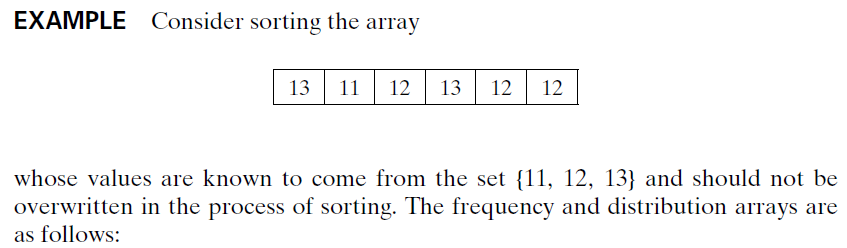 EXAMPLE Consider sorting the array
13 11 12 13 12 12
whose values are known to come from the set {11, 12, 13} and should not be
overwritten in the process of sorting. The frequency and distribution arrays are
as follows: